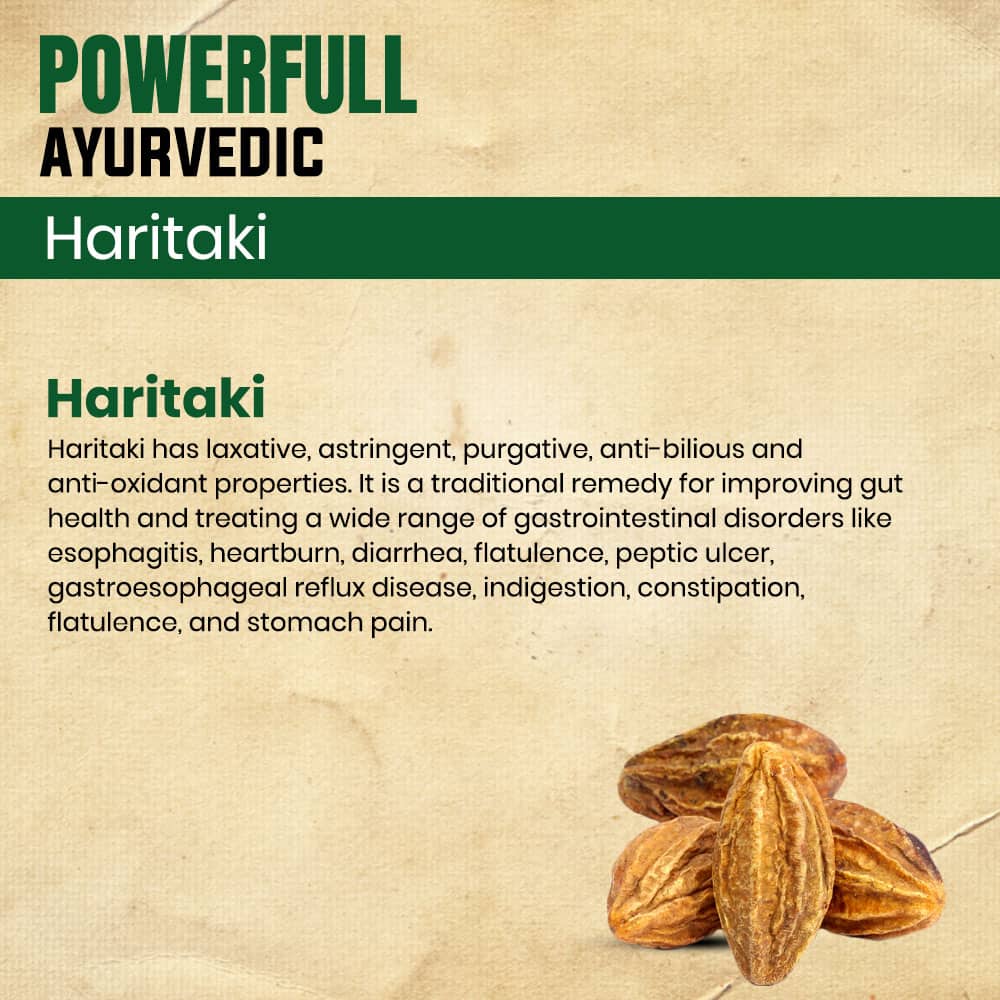 POWERFULL
AYURVEDIC
Haritaki
Haritaki
Haritaki has laxative, astringent, purgative, anti-bilious and
anti-oxidant properties. It is a traditional remedy for improving gut
health and treating a wide range of gastrointestinal disorders like
esophagitis, heartburn, diarrhea, flatulence, peptic ulcer,
gastroesophageal reflux disease, indigestion, constipation,
flatulence, and stomach pain.